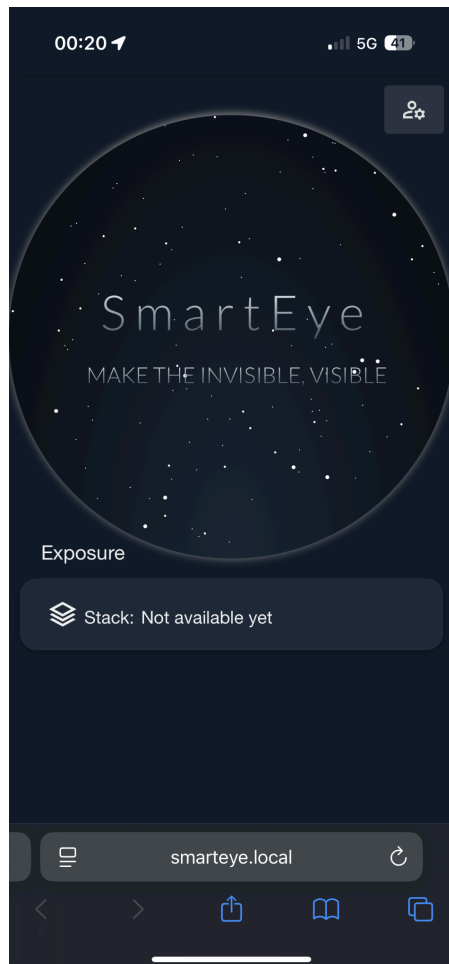 00:20
5G 41
SmartEye
MAKE THE INVISIBLE, VISIBLE
Exposure
Stack: Not available yet
smarteye.local